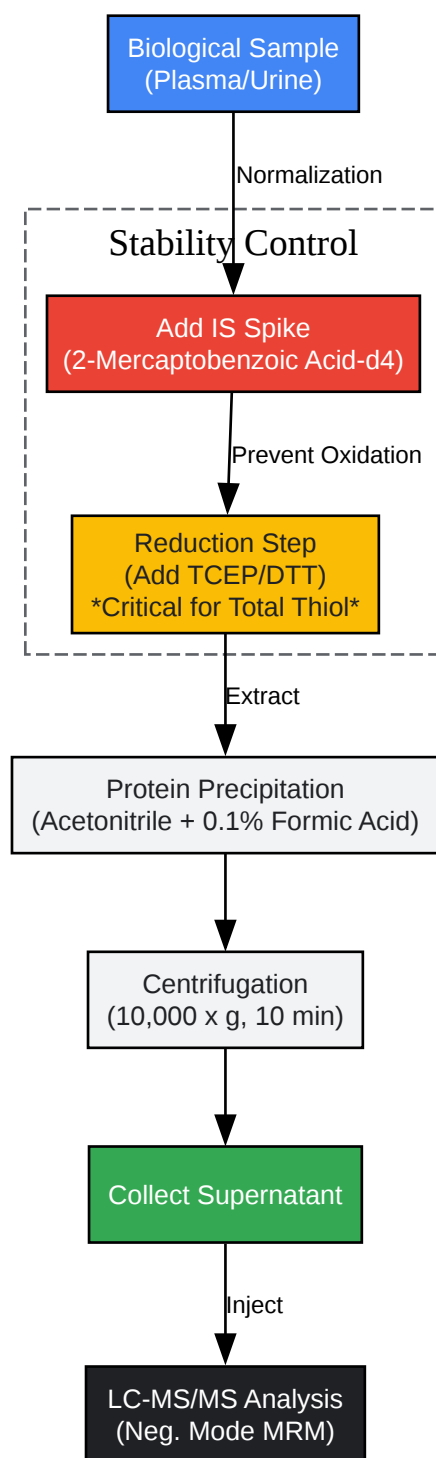 Biological Sample
(Plasma/Urine)
Normalization
Stability Control
Add IS Spike
(2-Mercaptobenzoic Acid-d4)
Prevent Oxidation
Reduction Step
(Add TCEP/DTT)
*Critical for Total Thiol*
Extract
Protein Precipitation
(Acetonitrile + 0.1% Formic Acid)
Centrifugation
(10,000 x g, 10 min)
Collect Supernatant
Inject
LC-MS/MS Analysis
(Neg. Mode MRM)